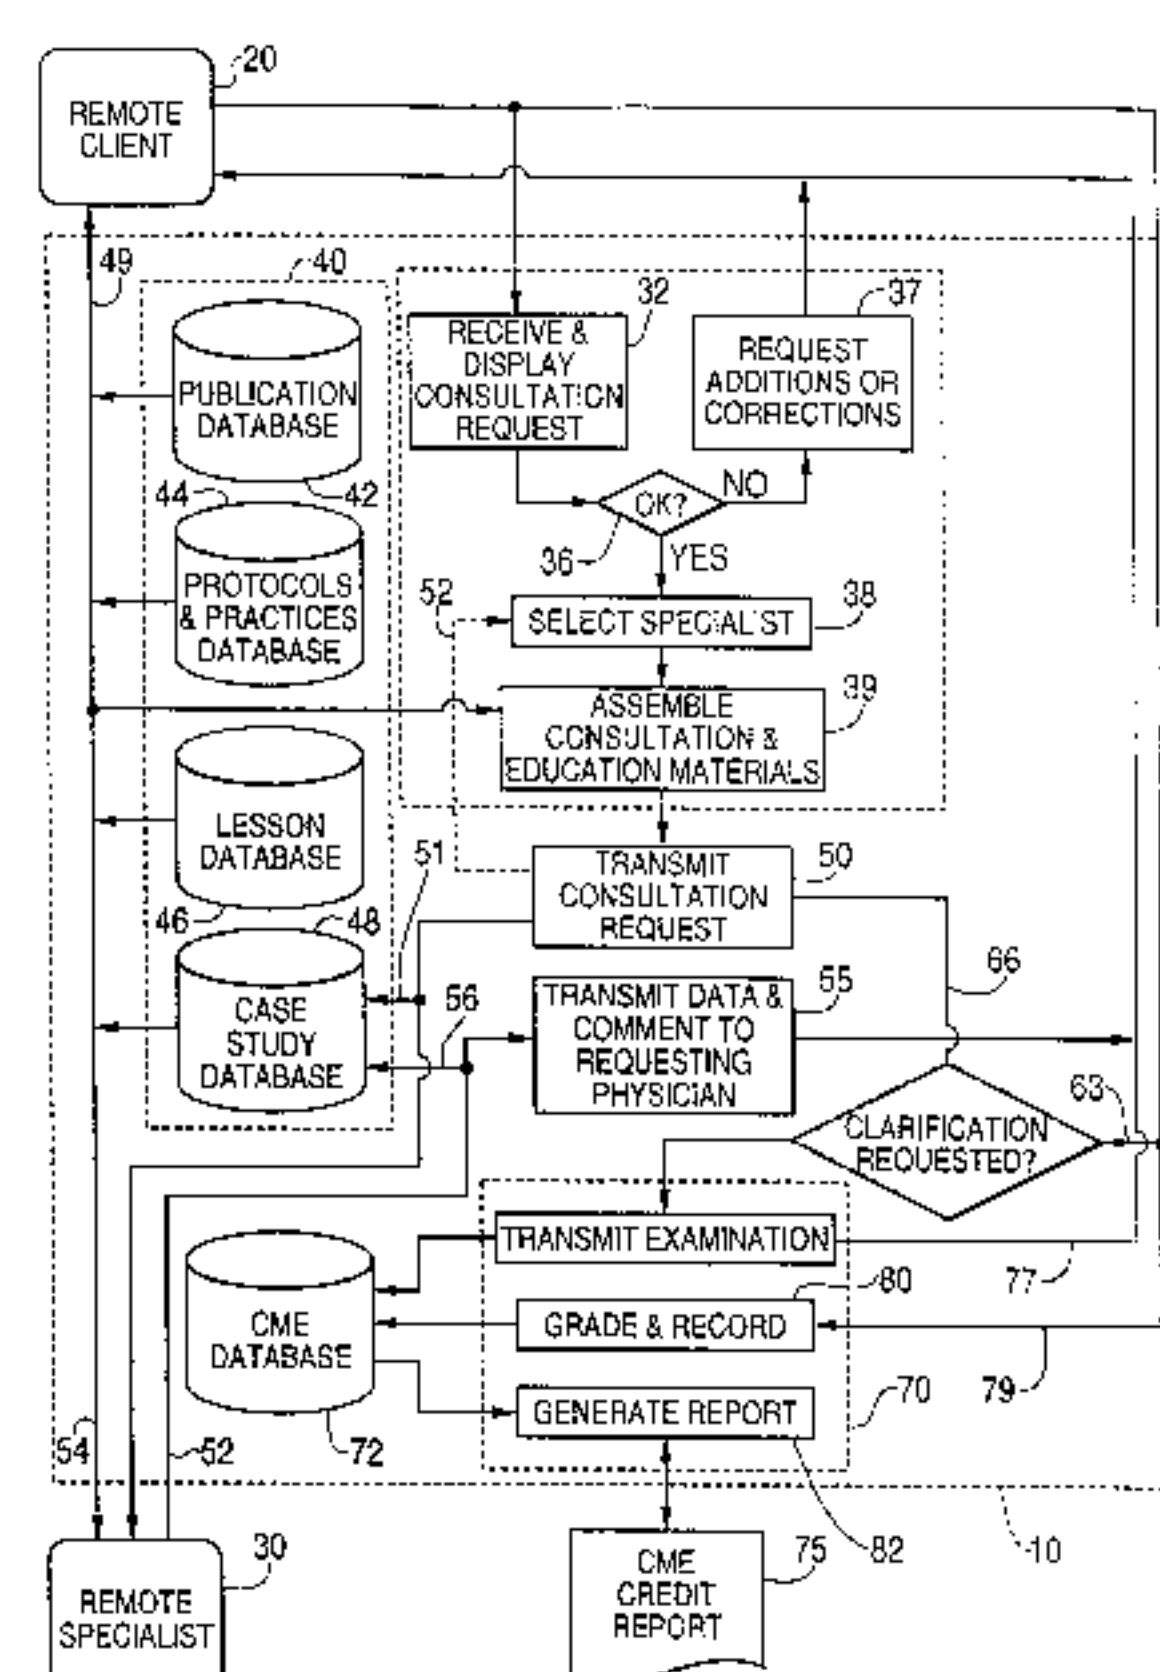 20
REMOTE
CLIENT
49
40
32
37
RECEIVE &
DISPLAY
CONSULTATION
REQUEST
REQUEST
ADDITIONS OR
CORRECTIONS
PUBLICATION
DATABASE
42
44
OK?
NO
36
YES
PROTOCOLS
& PRACTICES
DATABASE
52
SELECT SPECIALIST
38
39
ASSEMBLE
CONSULTATION &
EDUCATION MATERIALS
LESSON
DATABASE
46
48
51
TRANSMIT
CONSULTATION
REQUEST
50
66
CASE
STUDY
DATABASE
56
TRANSMIT DATA &
COMMENT TO
REQUESTING
PHYSICIAN
55
63
CLARIFICATION
REQUESTED?
TRANSMIT EXAMINATION
77
80
CME
DATABASE
GRADE & RECORD
79
70
GENERATE REPORT
54
52
72
82
10
30
REMOTE
SPECIALIST
75
CME
CREDIT
REPORT